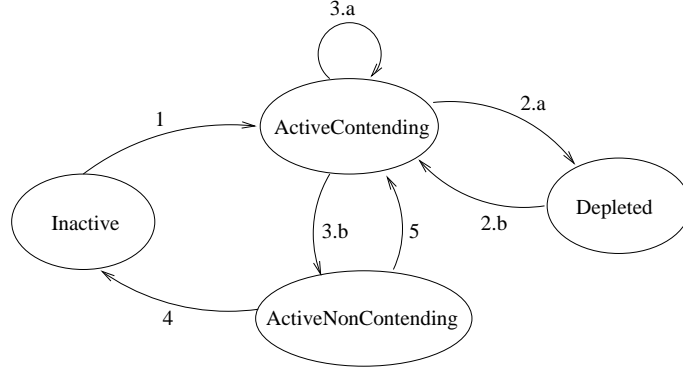 3.a
2.a
1
ActiveContending
Inactive
Depleted
3.b
5
2.b
4
ActiveNonContending